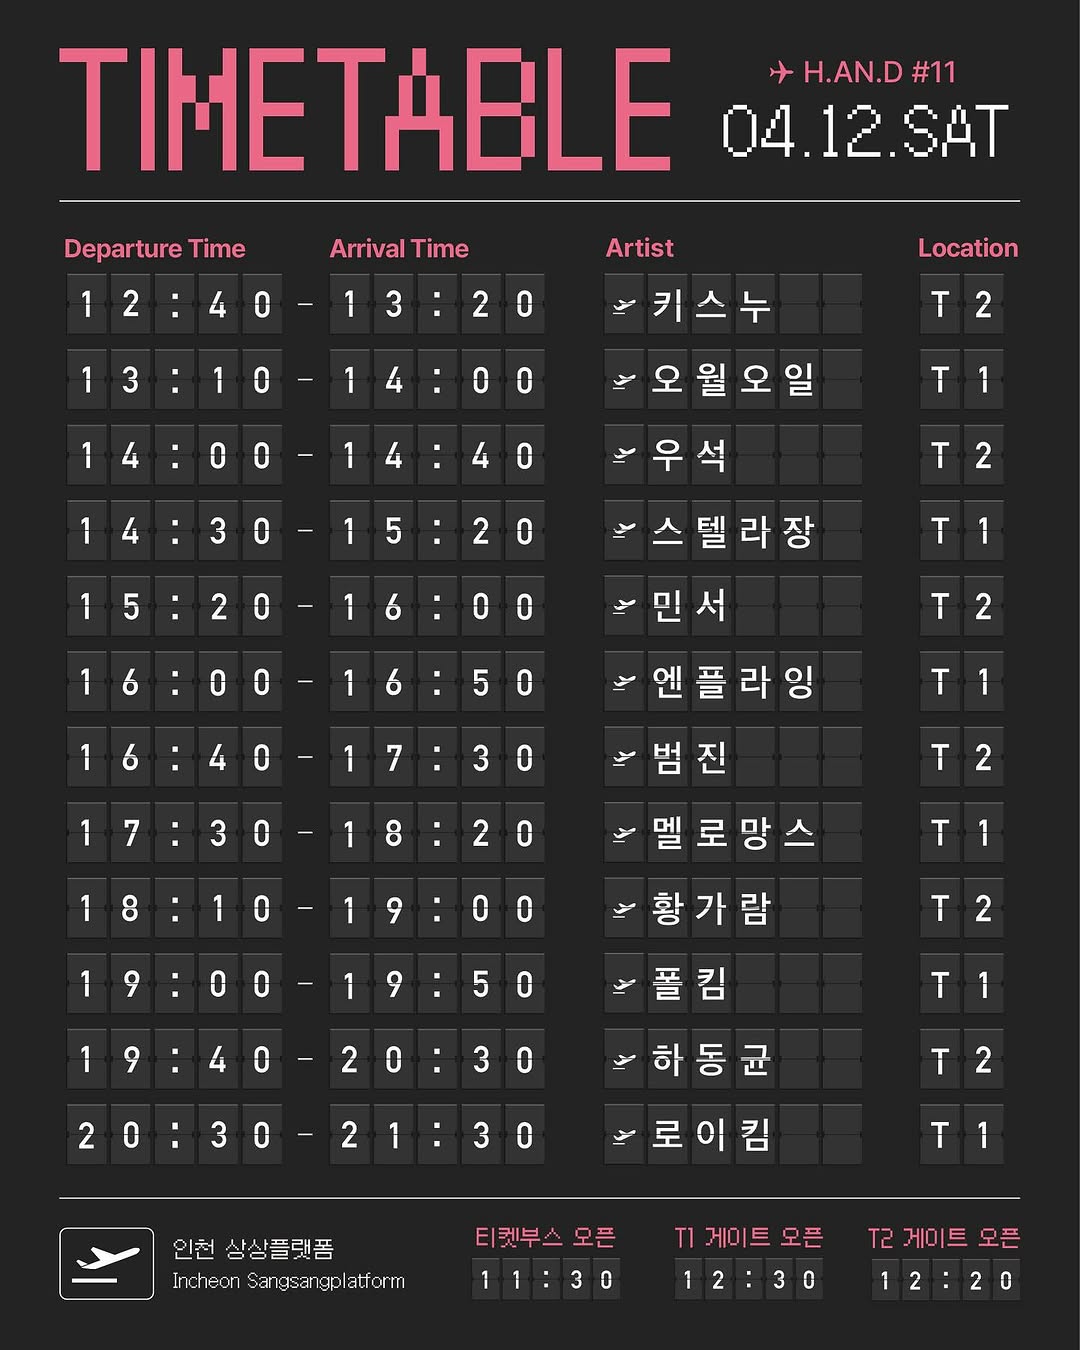 TIMETABLE
H.AN.D #11
04.12.SAT
Departure Time Arrival Time Artist Location
12:40 – 13:20 키스누 T2
13:10 – 14:00 오월오일 T1
14:00 – 14:40 우석 T2
14:30 – 15:20 스텔라장 T1
15:20 – 16:00 민서 T2
16:00 – 16:50 엔플라잉 T1
16:40 – 17:30 범진 T2
17:30 – 18:20 멜로망스 T1
18:10 – 19:00 황가람 T2
19:00 – 19:50 폴킴 T1
19:40 – 20:30 하동균 T2
20:30 – 21:30 로이킴 T1
인천 상상플랫폼
Incheon Sangsangplatform
티켓부스 오픈 T1 게이트 오픈 T2 게이트 오픈
11:30 12:30 12:20